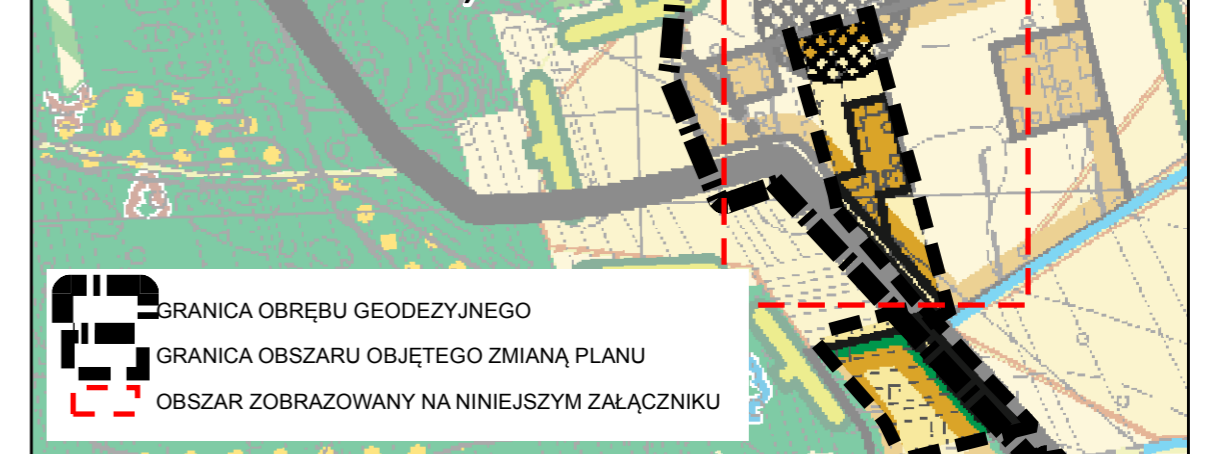 GRANICA OBRĘBU GEODEZYJNEGO
GRANICA OBSZARU OBJĘTEGO ZMIANĄ PLANU
OBSZAR ZOBRAZOWANY NA NINIEJSZYM ZAŁĄCZNIKU